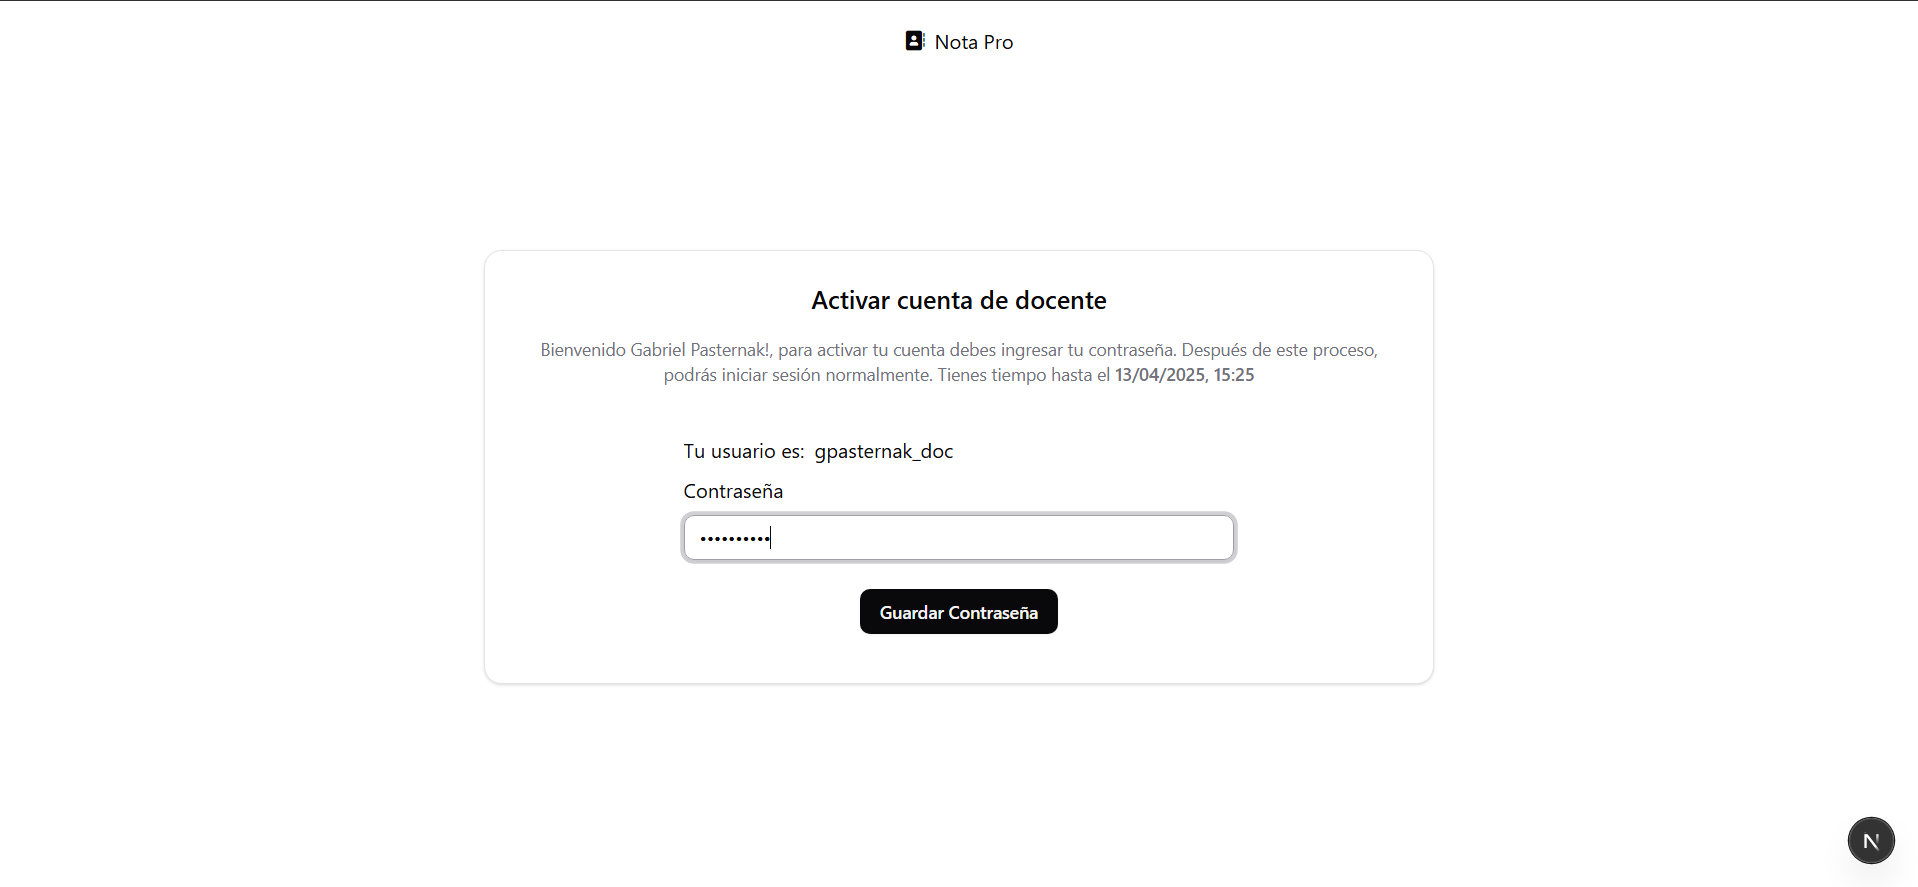 Nota Pro
Activar cuenta de docente
Bienvenido Gabriel Pasternak!, para activar tu cuenta debes ingresar tu contraseña. Después de este proceso,
podrás iniciar sesión normalmente. Tienes tiempo hasta el 13/04/2025, 15:25
Tu usuario es: gpasternak_doc
Contraseña
••••••••••
Guardar Contraseña
N